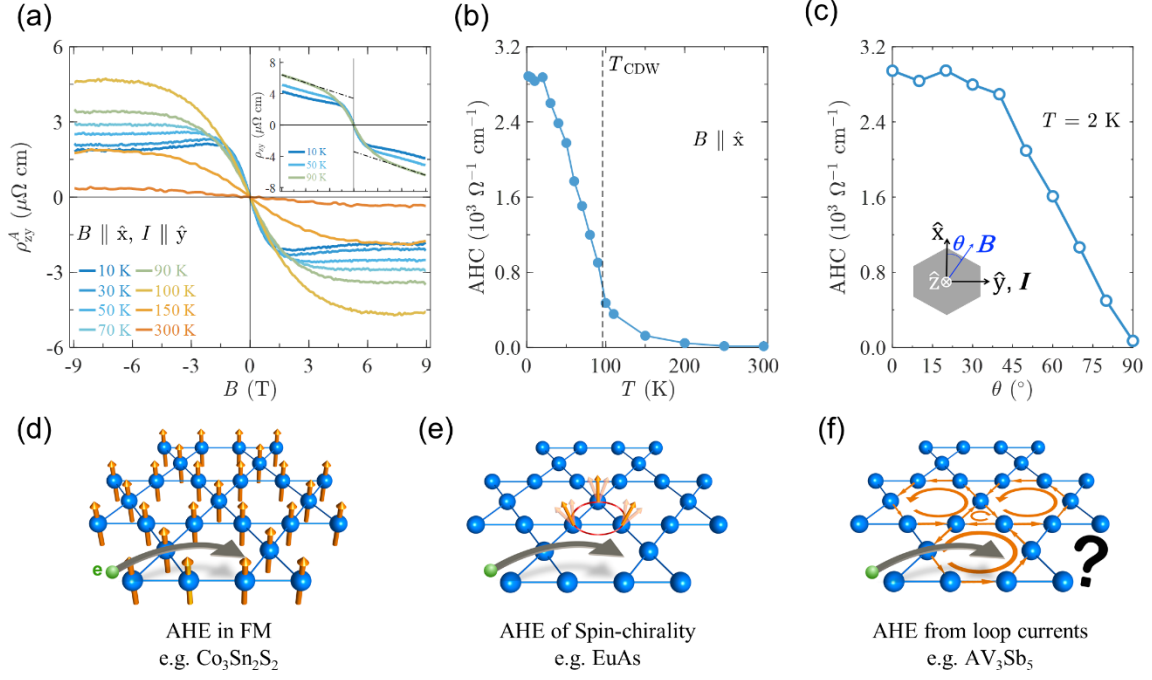 (a)
6
3
0
-3
-6
ρ_zy^A (μΩ cm)
-9 -6 -3 0 3 6 9
B (T)
B ∥ x̂, I ∥ ŷ
10 K 90 K
30 K 100 K
50 K 150 K
70 K 300 K
8
4
0
-4
-8
ρ_zy (μΩ cm)
10 K
50 K
90 K
(b)
3.2
2.4
1.6
0.8
0.0
AHC (10³ Ω⁻¹ cm⁻¹)
T_CDW
B ∥ x̂
0 100 200 300
T (K)
(c)
3.2
2.4
1.6
0.8
0.0
AHC (10³ Ω⁻¹ cm⁻¹)
T = 2 K
x̂
θ B
ẑ
ŷ, I
0 15 30 45 60 75 90
θ (°)
(d)
e
AHE in FM
e.g. Co₃Sn₂S₂
(e)
AHE of Spin-chirality
e.g. EuAs
(f)
?
AHE from loop currents
e.g. AV₃Sb₅